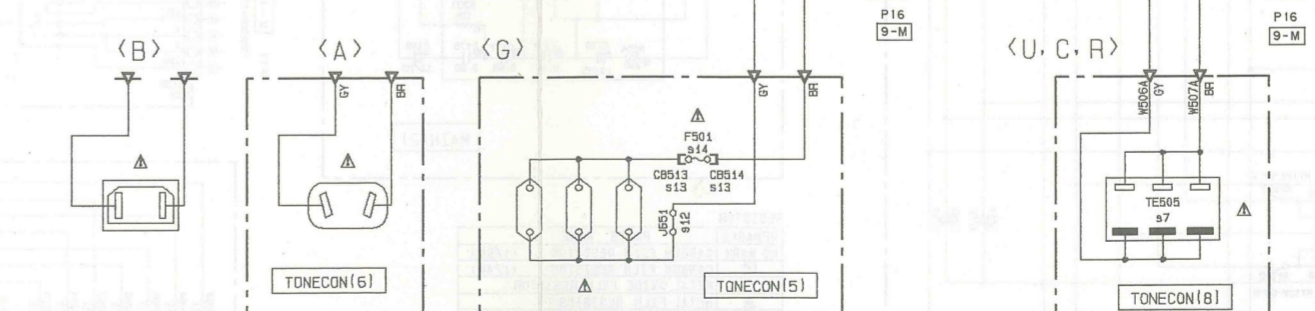 P16
9-M
P16
9-M
〈B〉
〈A〉
〈G〉
〈U, C, R〉
GY
BR
GY
BR
W506A
GY
W507A
BR
F501
s14
CB513
s13
CB514
s13
J551
s12
TE505
s7
TONECON(6)
TONECON(5)
TONECON(8)